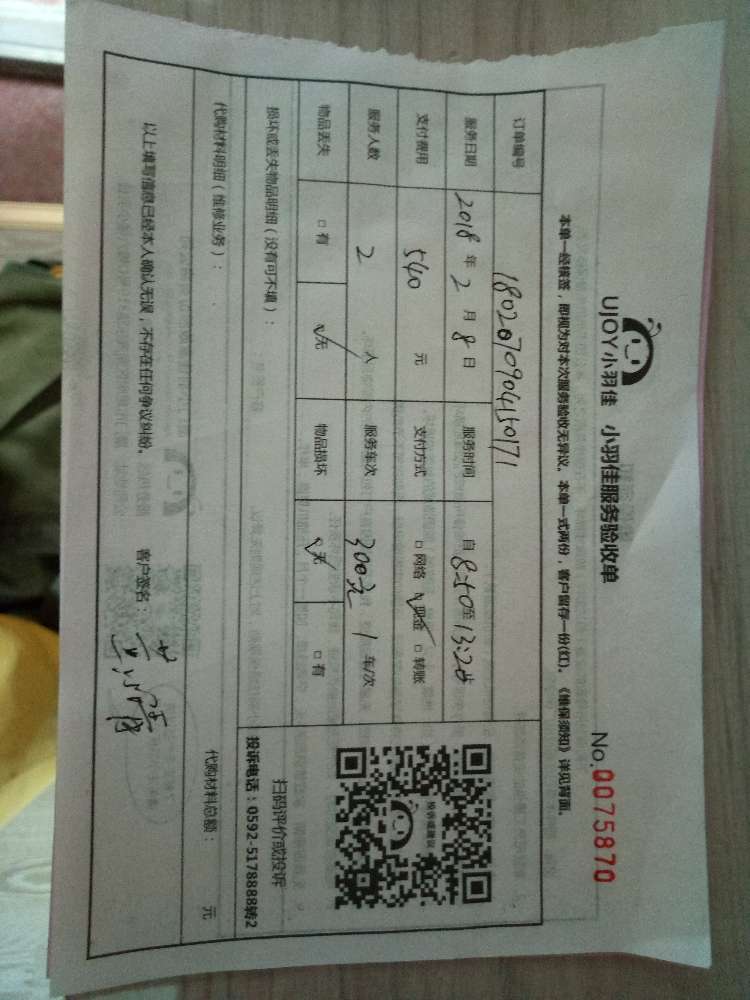 UJOY小羽佳 小羽佳服务验收单
No.0075870
本单一经核签，即视为对本次服务验收无异议。本单一式两份，客户留存一份(红)。《维保须知》详见背面。
订单编号 180207090450171
服务日期 2018年2月8日 服务时间 自8:50至13:20
支付费用 540元 支付方式 □网络 ☑现金 □转账
服务人数 2人 服务车次 300元 1车/次
物品丢失 □有 ☑无 物品损坏 ☑无 □有
投诉或建议
扫码评价或投诉
投诉电话：0592-5178888转2
损坏或丢失物品明细（没有可不填）：
代购材料明细（维修业务）：
代购材料总额： 元
以上填写信息已经本人确认无误，不存在任何争议纠纷。 客户签名：